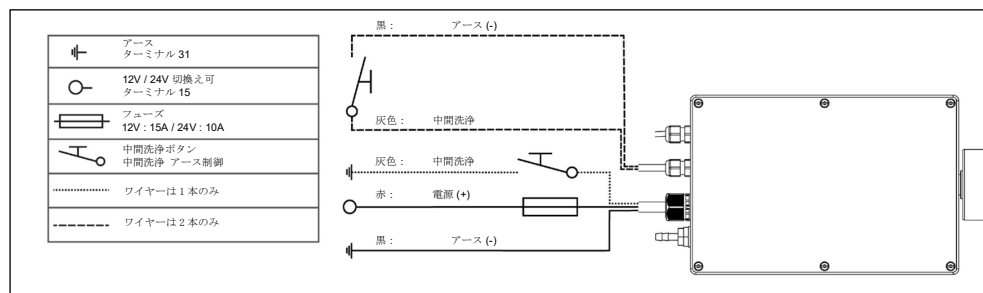 アース
ターミナル 31
12V / 24V 切換え可
ターミナル 15
フューズ
12V : 15A / 24V : 10A
中間洗浄ボタン
中間洗浄 アース制御
ワイヤーは 1 本のみ
ワイヤーは 2 本のみ
黒 : アース (-)
灰色 : 中間洗浄
灰色 : 中間洗浄
赤 : 電源 (+)
黒 : アース (-)